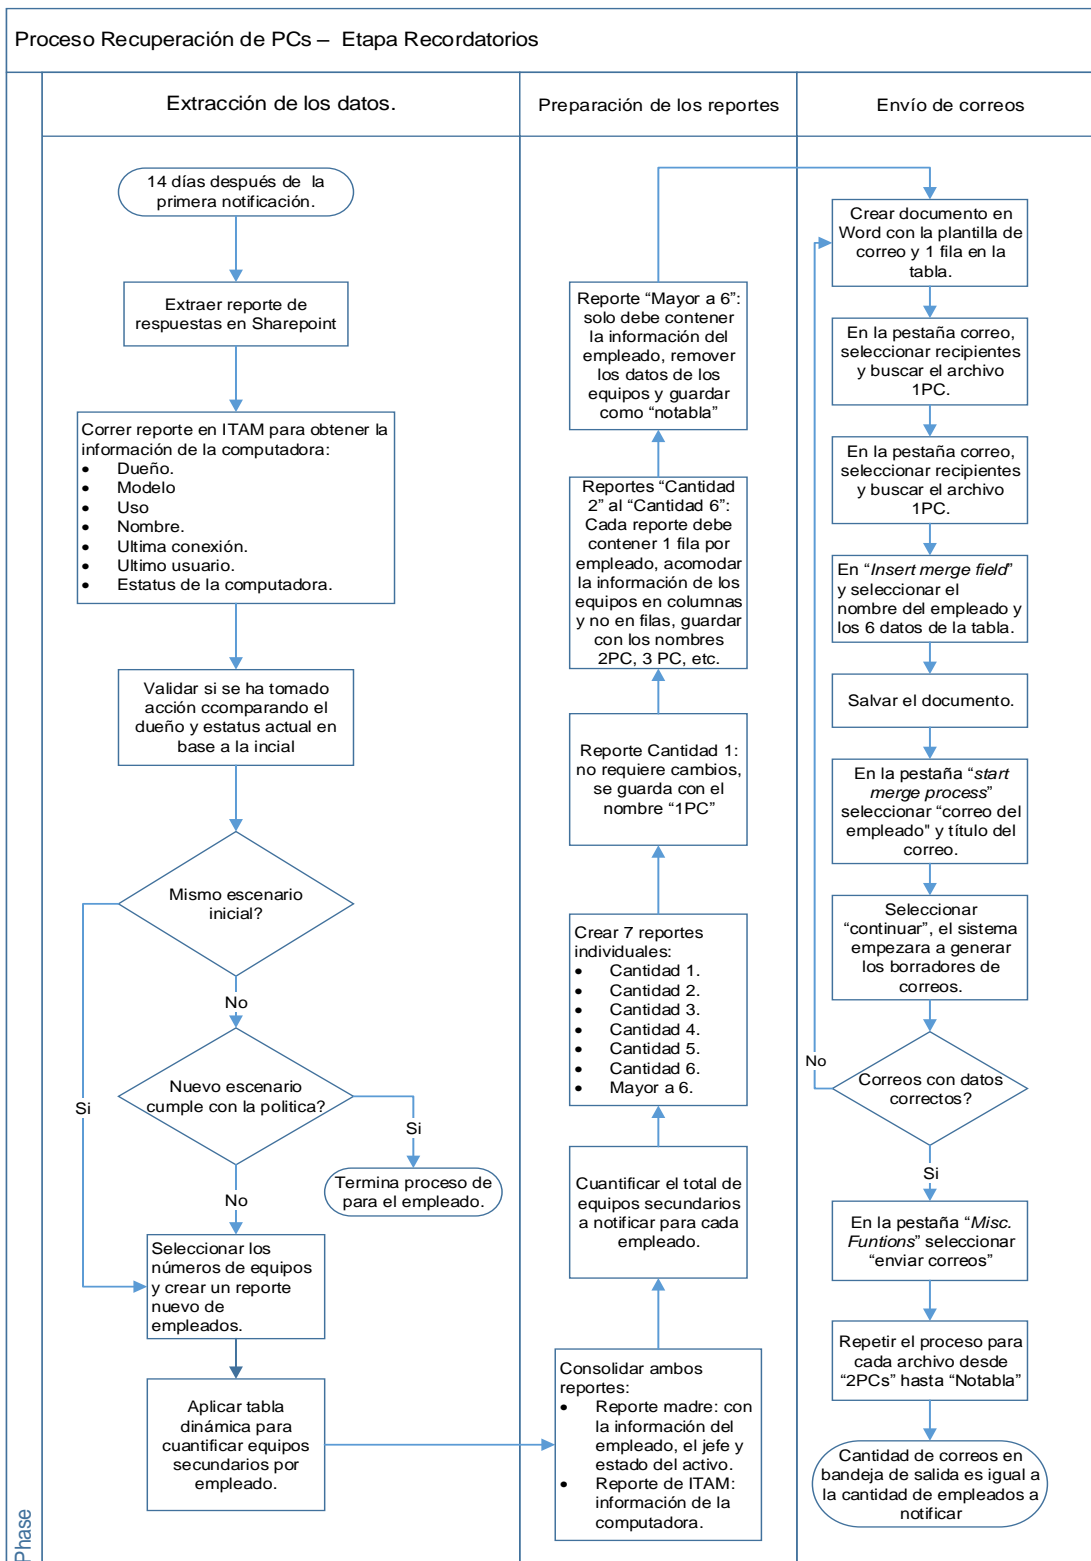 Proceso Recuperación de PCs – Etapa Recordatorios
Extracción de los datos.
Preparación de los reportes
Envío de correos
Phase
14 días después de la
primera notificación.
Extraer reporte de
respuestas en Sharepoint
Correr reporte en ITAM para obtener la
información de la computadora:
• Dueño.
• Modelo
• Uso
• Nombre.
• Ultima conexión.
• Ultimo usuario.
• Estatus de la computadora.
Validar si se ha tomado
acción ccomparando el
dueño y estatus actual en
base a la incial
Mismo escenario
inicial?
No
Si
Nuevo escenario
cumple con la politica?
Si
Termina proceso de
para el empleado.
No
Seleccionar los
números de equipos
y crear un reporte
nuevo de
empleados.
Aplicar tabla
dinámica para
cuantificar equipos
secundarios por
empleado.
Consolidar ambos
reportes:
• Reporte madre: con
la información del
empleado, el jefe y
estado del activo.
• Reporte de ITAM:
información de la
computadora.
Cuantificar el total de
equipos secundarios
a notificar para cada
empleado.
Crear 7 reportes
individuales:
• Cantidad 1.
• Cantidad 2.
• Cantidad 3.
• Cantidad 4.
• Cantidad 5.
• Cantidad 6.
• Mayor a 6.
Reporte Cantidad 1:
no requiere cambios,
se guarda con el
nombre “1PC”
Reportes “Cantidad
2” al “Cantidad 6”:
Cada reporte debe
contener 1 fila por
empleado, acomodar
la información de los
equipos en columnas
y no en filas, guardar
con los nombres
2PC, 3 PC, etc.
Reporte “Mayor a 6”:
solo debe contener
la información del
empleado, remover
los datos de los
equipos y guardar
como “notabla”
Crear documento en
Word con la plantilla de
correo y 1 fila en la
tabla.
En la pestaña correo,
seleccionar recipientes
y buscar el archivo
1PC.
En la pestaña correo,
seleccionar recipientes
y buscar el archivo
1PC.
En “Insert merge field”
y seleccionar el
nombre del empleado y
los 6 datos de la tabla.
Salvar el documento.
En la pestaña “start
merge process”
seleccionar “correo del
empleado” y título del
correo.
Seleccionar
“continuar”, el sistema
empezara a generar
los borradores de
correos.
No
Correos con datos
correctos?
Si
En la pestaña “Misc.
Funtions” seleccionar
“enviar correos”
Repetir el proceso para
cada archivo desde
“2PCs” hasta “Notabla”
Cantidad de correos en
bandeja de salida es igual a
la cantidad de empleados a
notificar